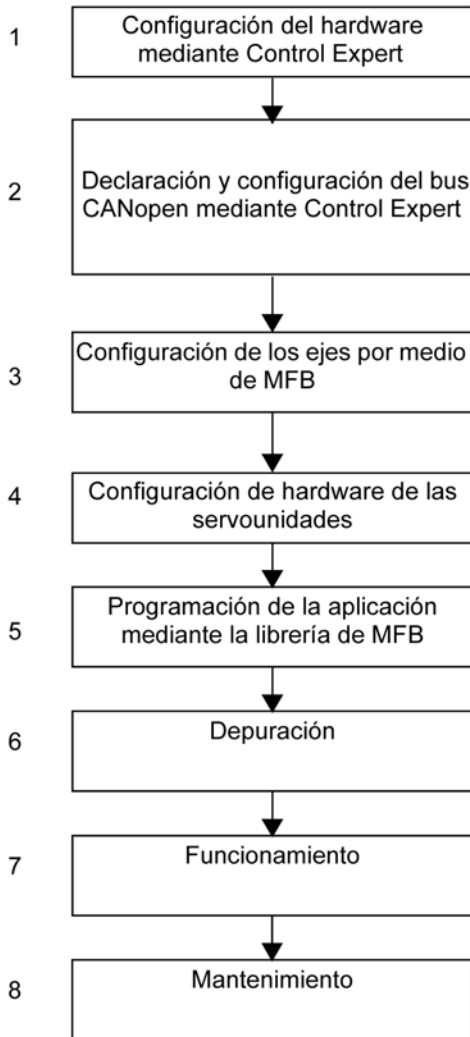 1
Configuración del hardware
mediante Control Expert
2
Declaración y configuración del bus
CANopen mediante Control Expert
3
Configuración de los ejes por medio
de MFB
4
Configuración de hardware de las
servounidades
5
Programación de la aplicación
mediante la librería de MFB
6
Depuración
7
Funcionamiento
8
Mantenimiento